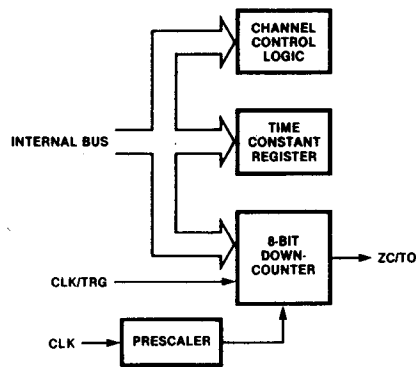 CHANNEL
CONTROL
LOGIC
INTERNAL BUS
TIME
CONSTANT
REGISTER
8-BIT
DOWN-
COUNTER
ZC/TO
CLK/TRG
CLK
PRESCALER